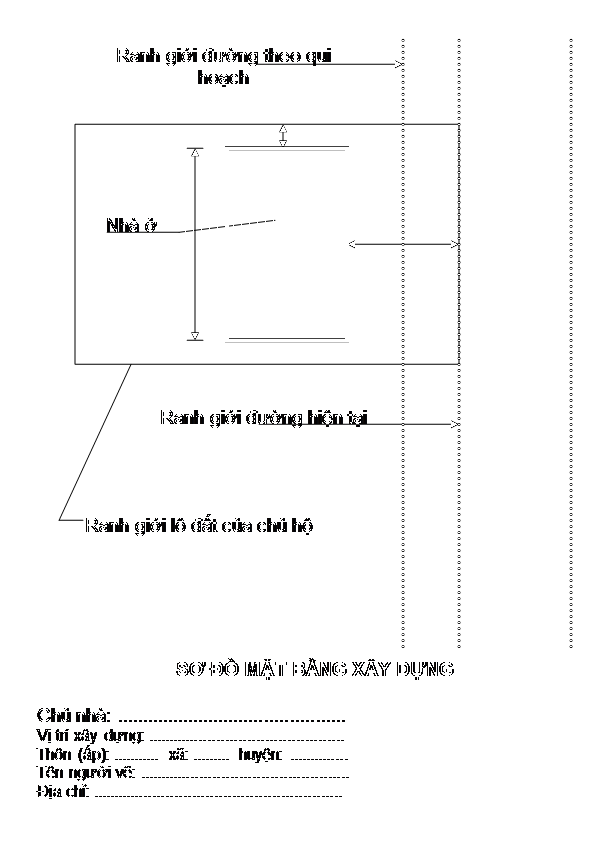 Ranh giới đường theo qui
hoạch
Nhà ở
Ranh giới đường hiện tại
Ranh giới lô đất của chủ hộ
SƠ ĐỒ MẶT BẰNG XÂY DỰNG
Chủ nhà: ........................................
Vị trí xây dựng: ........................................
Thôn (ấp): .......... xã: ........ huyện: .............
Tên người vẽ: ...........................................
Địa chỉ: ....................................................